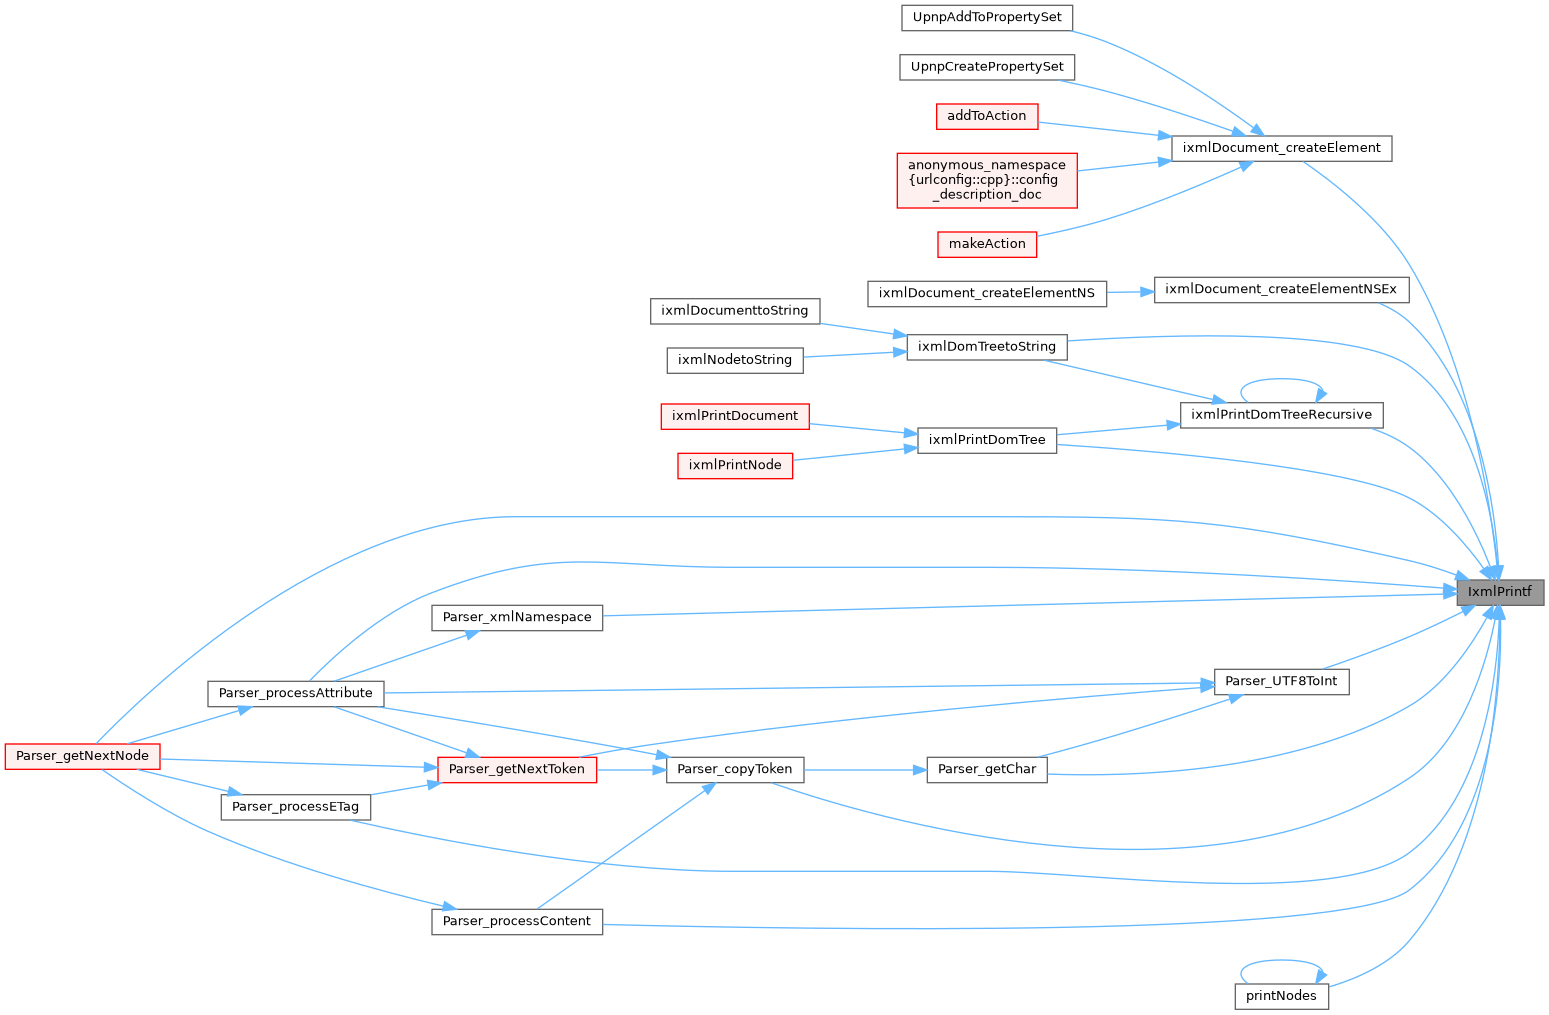 UpnpAddToPropertySet
UpnpCreatePropertySet
addToAction
ixmlDocument_createElement
anonymous_namespace
{urlconfig::cpp}::config
_description_doc
makeAction
ixmlDocument_createElementNS
ixmlDocument_createElementNSEx
ixmlDocumenttoString
ixmlDomTreetoString
ixmlNodetoString
ixmlPrintDocument
ixmlPrintDomTreeRecursive
ixmlPrintDomTree
ixmlPrintNode
IxmlPrintf
Parser_xmlNamespace
Parser_processAttribute
Parser_UTF8ToInt
Parser_getNextNode
Parser_getNextToken
Parser_copyToken
Parser_getChar
Parser_processETag
Parser_processContent
printNodes